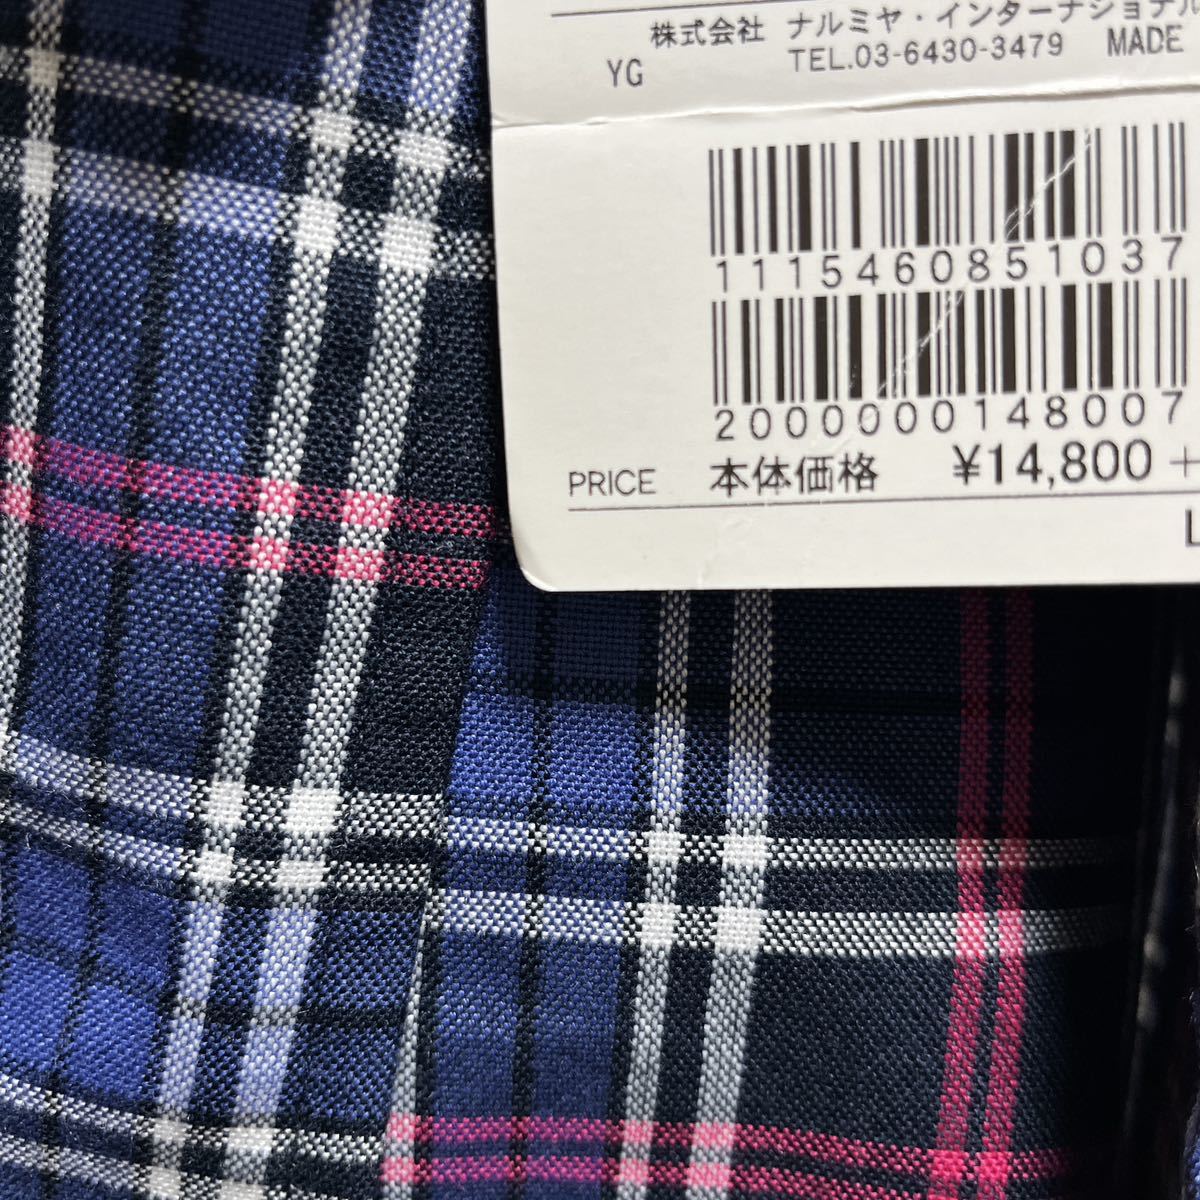 株式会社 ナルミヤ・インターナショナル
YG TEL.03-6430-3479 MADE
1115460851037
2000000148007
PRICE 本体価格 ¥14,800+
L